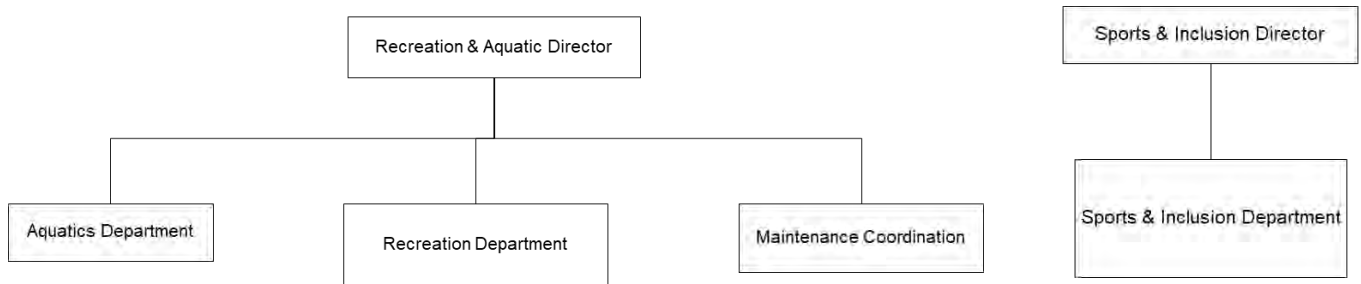 Recreation & Aquatic Director
Sports & Inclusion Director
Aquatics Department
Recreation Department
Maintenance Coordination
Sports & Inclusion Department